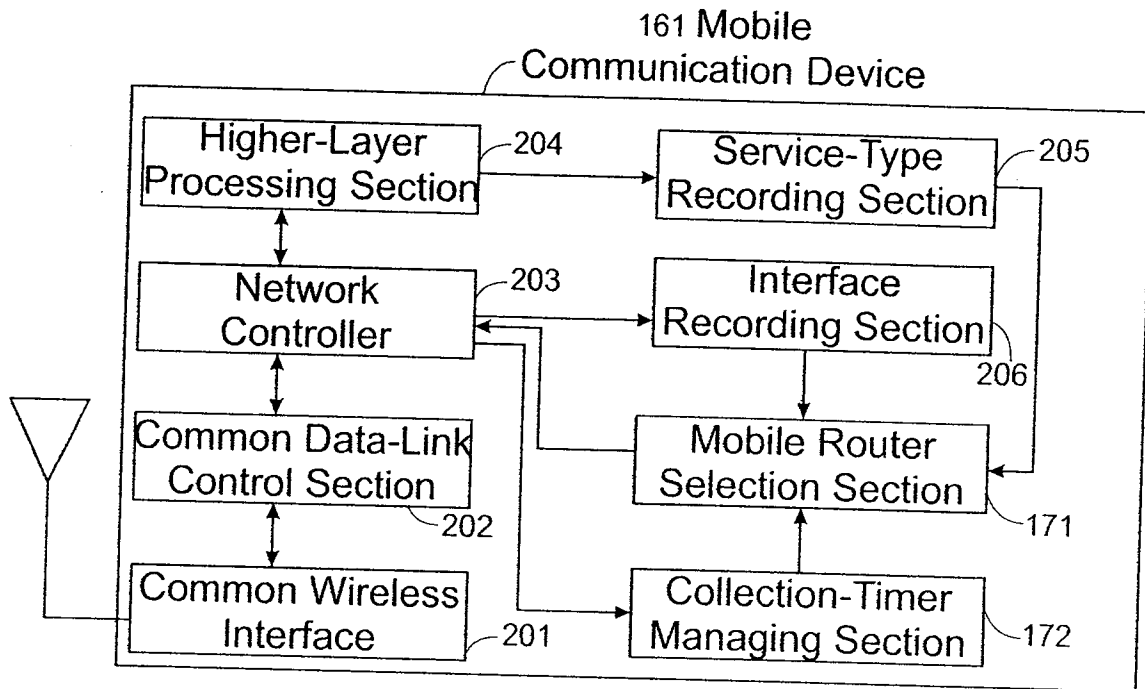 161 Mobile
Communication Device
Higher-Layer
Processing Section
204
Service-Type
Recording Section
205
Network
Controller
203
Interface
Recording Section
206
Common Data-Link
Control Section
202
Mobile Router
Selection Section
171
Common Wireless
Interface
201
Collection-Timer
Managing Section
172